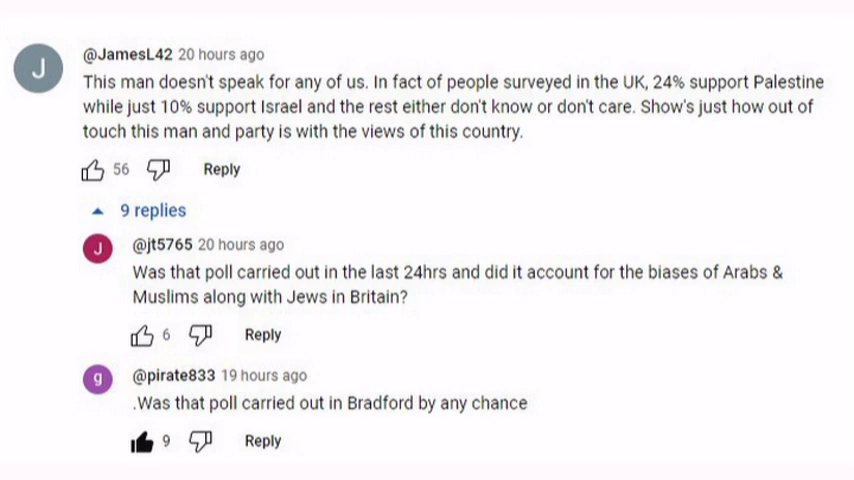 J
@JamesL42 20 hours ago
This man doesn't speak for any of us. In fact of people surveyed in the UK, 24% support Palestine
while just 10% support Israel and the rest either don't know or don't care. Show's just how out of
touch this man and party is with the views of this country.
56 Reply
9 replies
J
@jt5765 20 hours ago
Was that poll carried out in the last 24hrs and did it account for the biases of Arabs &
Muslims along with Jews in Britain?
6 Reply
g
@pirate833 19 hours ago
.Was that poll carried out in Bradford by any chance
9 Reply